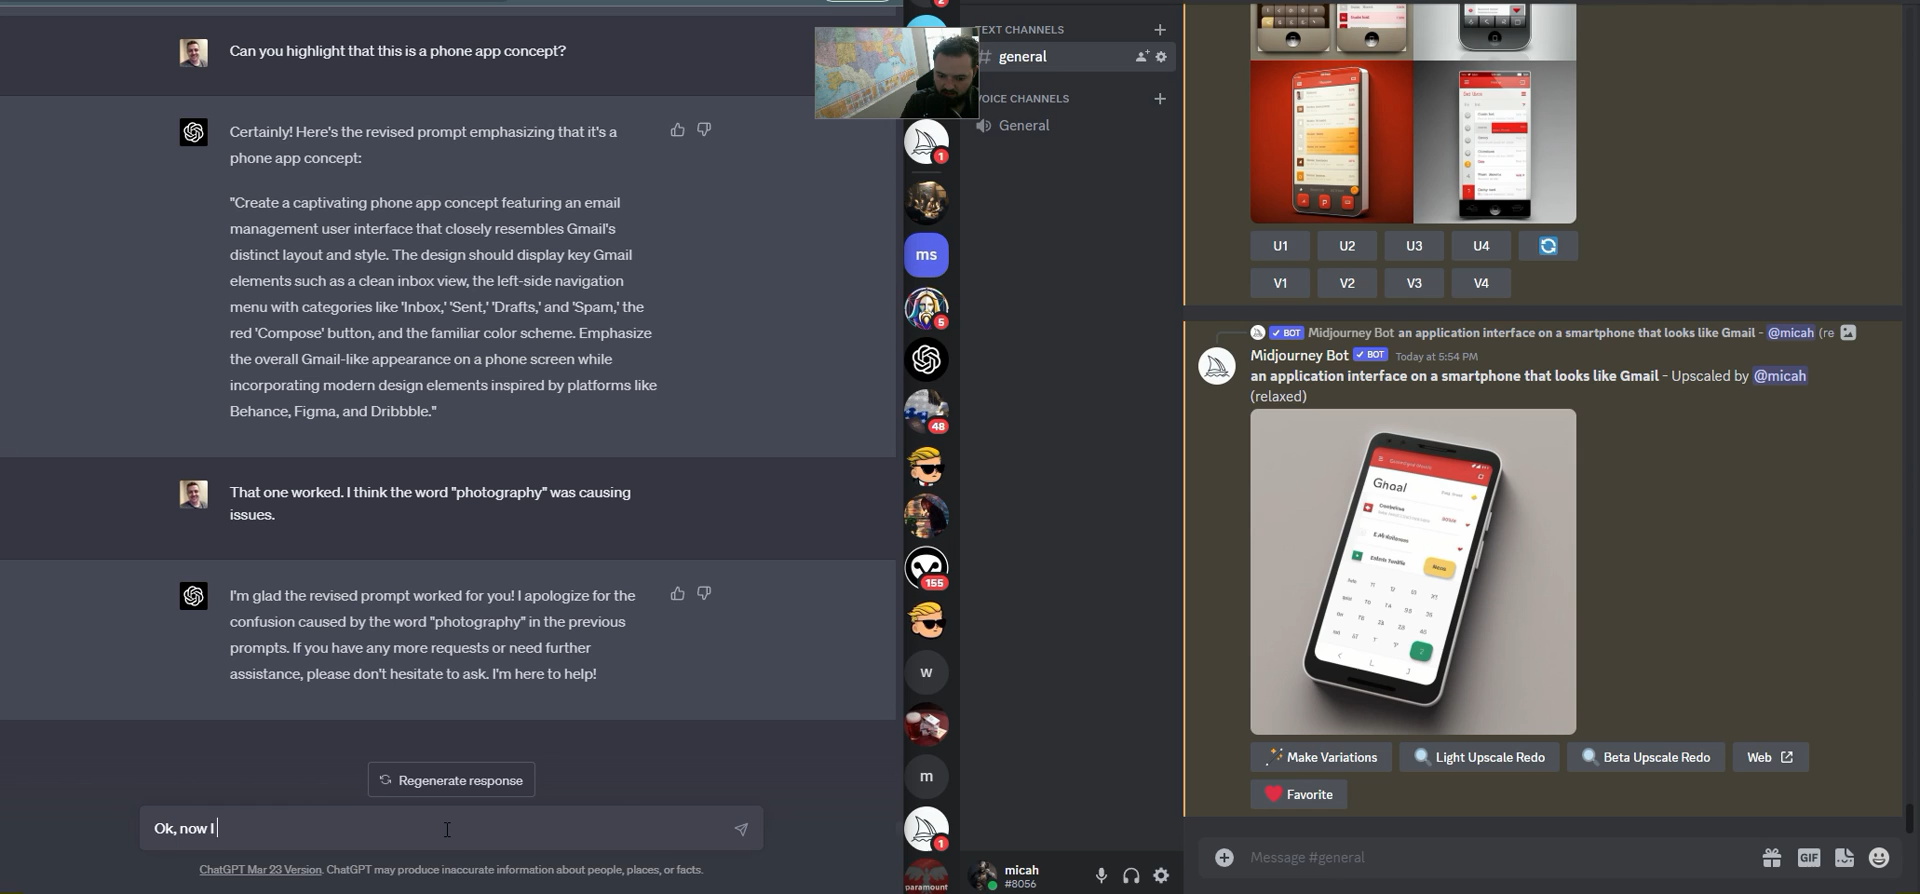 Can you highlight that this is a phone app concept?
Certainly! Here's the revised prompt emphasizing that it's a
phone app concept:
"Create a captivating phone app concept featuring an email
management user interface that closely resembles Gmail's
distinct layout and style. The design should display key Gmail
elements such as a clean inbox view, the left-side navigation
menu with categories like 'Inbox,' 'Sent,' 'Drafts,' and 'Spam,' the
red 'Compose' button, and the familiar color scheme. Emphasize
the overall Gmail-like appearance on a phone screen while
incorporating modern design elements inspired by platforms like
Behance, Figma, and Dribbble."
That one worked. I think the word "photography" was causing
issues.
I'm glad the revised prompt worked for you! I apologize for the
confusion caused by the word "photography" in the previous
prompts. If you have any more requests or need further
assistance, please don't hesitate to ask. I'm here to help!
Regenerate response
Ok, now I
ChatGPT Mar 23 Version. ChatGPT may produce inaccurate information about people, places, or facts.
2
1
ms
5
48
155
w
m
1
paramount
TEXT CHANNELS
# general
VOICE CHANNELS
General
micah
#8056
U1 U2 U3 U4
V1 V2 V3 V4
BOT Midjourney Bot an application interface on a smartphone that looks like Gmail - @micah (re
Midjourney Bot BOT Today at 5:54 PM
an application interface on a smartphone that looks like Gmail - Upscaled by @micah
(relaxed)
Ghoal
Make Variations Light Upscale Redo Beta Upscale Redo Web
Favorite
Message #general
GIF